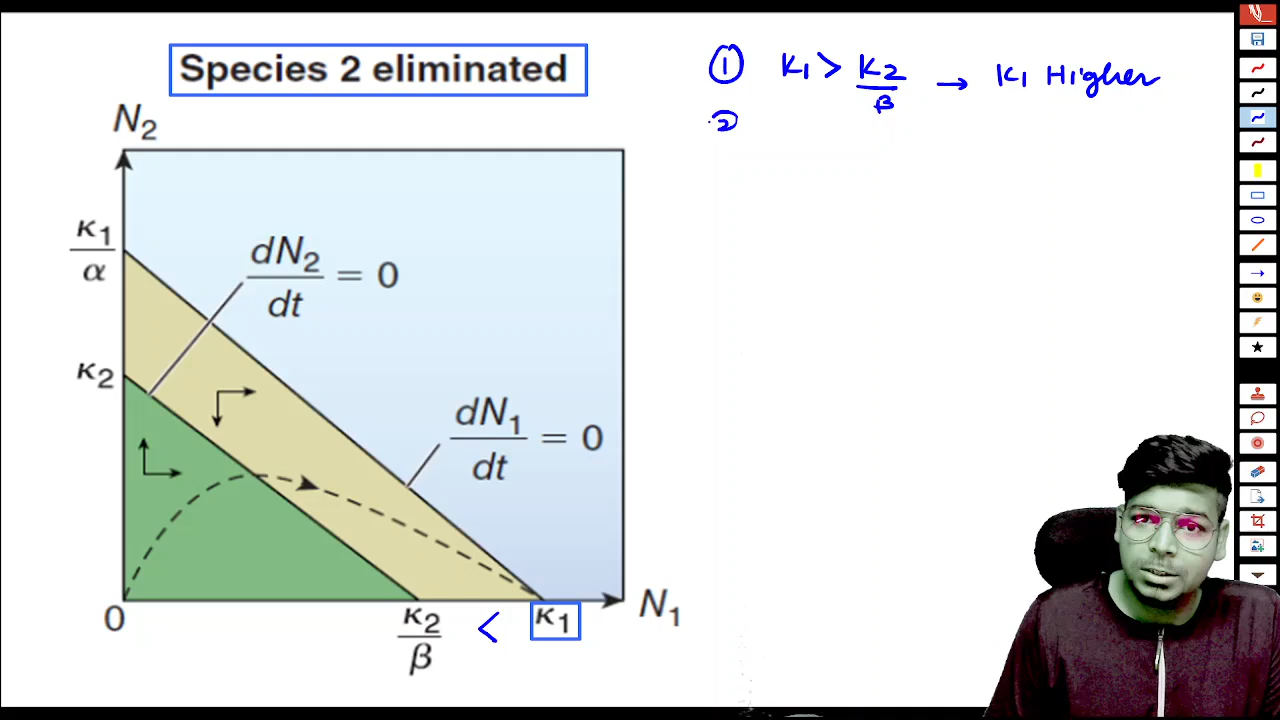 Species 2 eliminated
① K1 > K2/β → K1 Higher
②
N2
κ1/α
dN2/dt = 0
κ2
dN1/dt = 0
0
κ2/β < κ1
N1